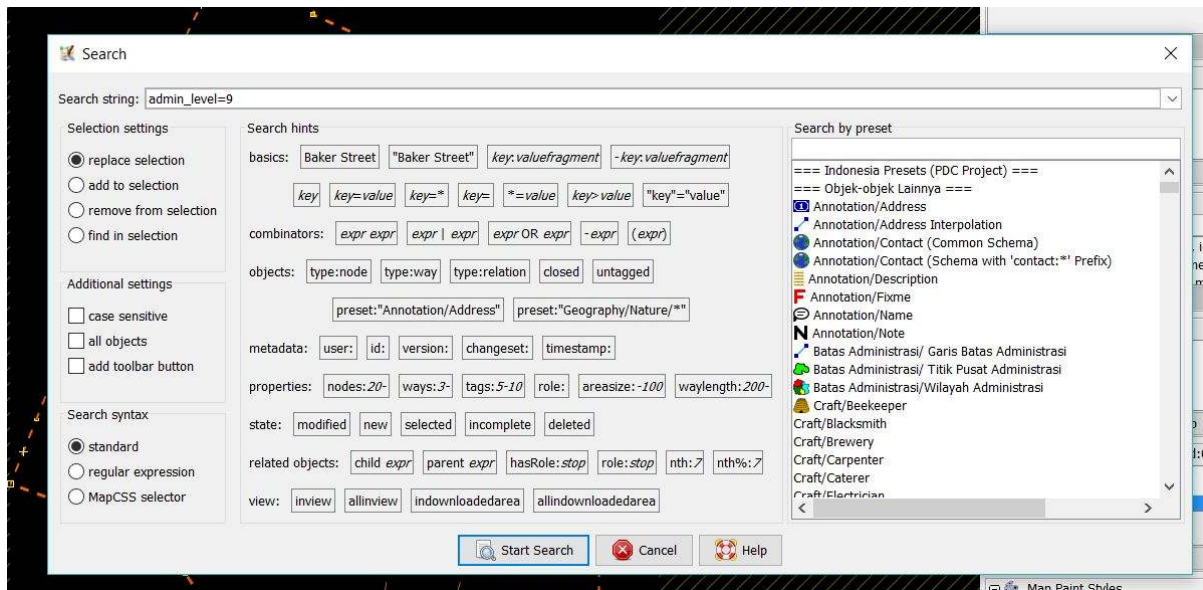 Search
Search string: admin_level=9
Selection settings
replace selection
add to selection
remove from selection
find in selection
Additional settings
case sensitive
all objects
add toolbar button
Search syntax
standard
regular expression
MapCSS selector
Search hints
basics: Baker Street "Baker Street" key:valuefragment -key:valuefragment
key key=value key=* key= *=value key>value "key"="value"
combinators: expr expr expr | expr expr OR expr -expr (expr)
objects: type:node type:way type:relation closed untagged
preset:"Annotation/Address" preset:"Geography/Nature/*"
metadata: user: id: version: changeset: timestamp:
properties: nodes:20- ways:3- tags:5-10 role: areasize:-100 waylength:200-
state: modified new selected incomplete deleted
related objects: child expr parent expr hasRole:stop role:stop nth:7 nth%:7
view: inview allinview indownloadedarea allindownloadedarea
Search by preset
=== Indonesia Presets (PDC Project) ===
=== Objek-objek Lainnya ===
Annotation/Address
Annotation/Address Interpolation
Annotation/Contact (Common Schema)
Annotation/Contact (Schema with 'contact:*' Prefix)
Annotation/Description
Annotation/Fixme
Annotation/Name
Annotation/Note
Batas Administrasi/ Garis Batas Administrasi
Batas Administrasi/ Titik Pusat Administrasi
Batas Administrasi/Wilayah Administrasi
Craft/Beekeeper
Craft/Blacksmith
Craft/Brewery
Craft/Carpenter
Craft/Caterer
Craft/Electrician
Start Search Cancel Help
Map Paint Styles